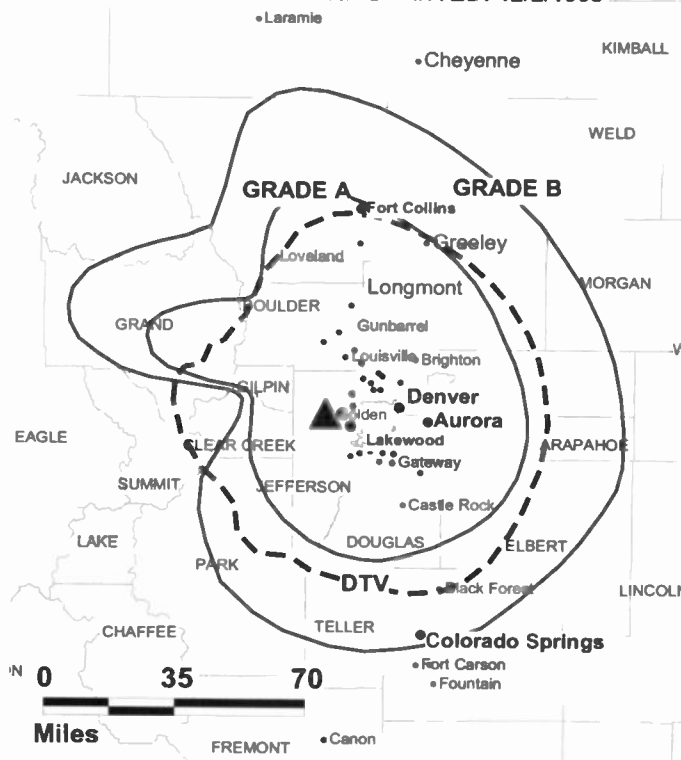 Laramie
Cheyenne
KIMBALL
WELD
JACKSON
GRADE A
GRADE B
Fort Collins
Greeley
Loveland
MORGAN
Longmont
BOULDER
GRAND
Gunbarrel
Louisville
Brighton
GILPIN
Denver
Aurora
EAGLE
Lakewood
CLEAR CREEK
ARAPAHOE
Gateway
SUMMIT
JEFFERSON
Castle Rock
LAKE
DOUGLAS
ELBERT
PARK
DTV
Black Forest
LINCOLN
TELLER
CHAFFEE
Colorado Springs
Fort Carson
0 35 70
Fountain
Miles
FREMONT
Canon